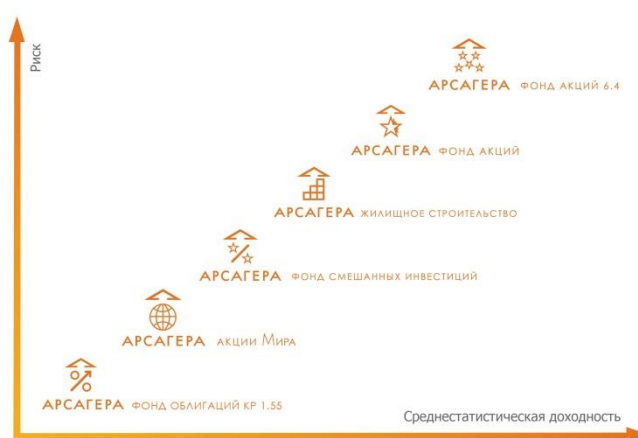 Риск
АРСАГЕРА ФОНД АКЦИЙ 6.4
АРСАГЕРА ФОНД АКЦИЙ
АРСАГЕРА ЖИЛИЩНОЕ СТРОИТЕЛЬСТВО
АРСАГЕРА ФОНД СМЕШАННЫХ ИНВЕСТИЦИЙ
АРСАГЕРА АКЦИИ МИРА
АРСАГЕРА ФОНД ОБЛИГАЦИЙ КР 1.55
Среднестатистическая доходность